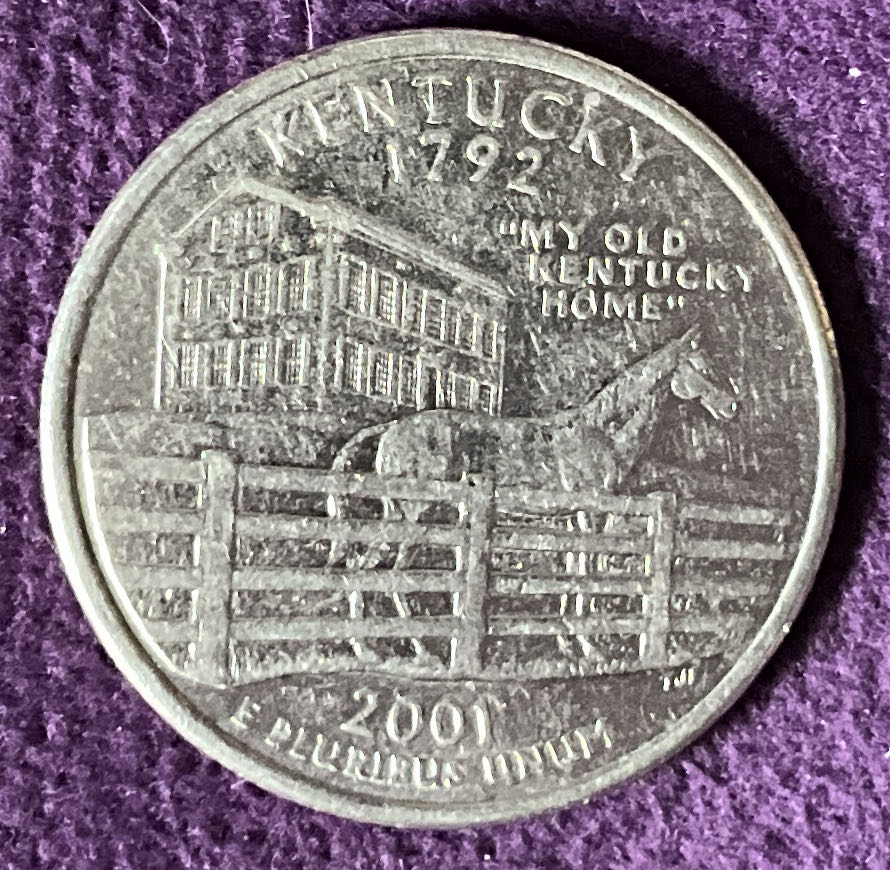 KENTUCKY
1792
"MY OLD
KENTUCKY
HOME"
2001
E PLURIBUS UNUM